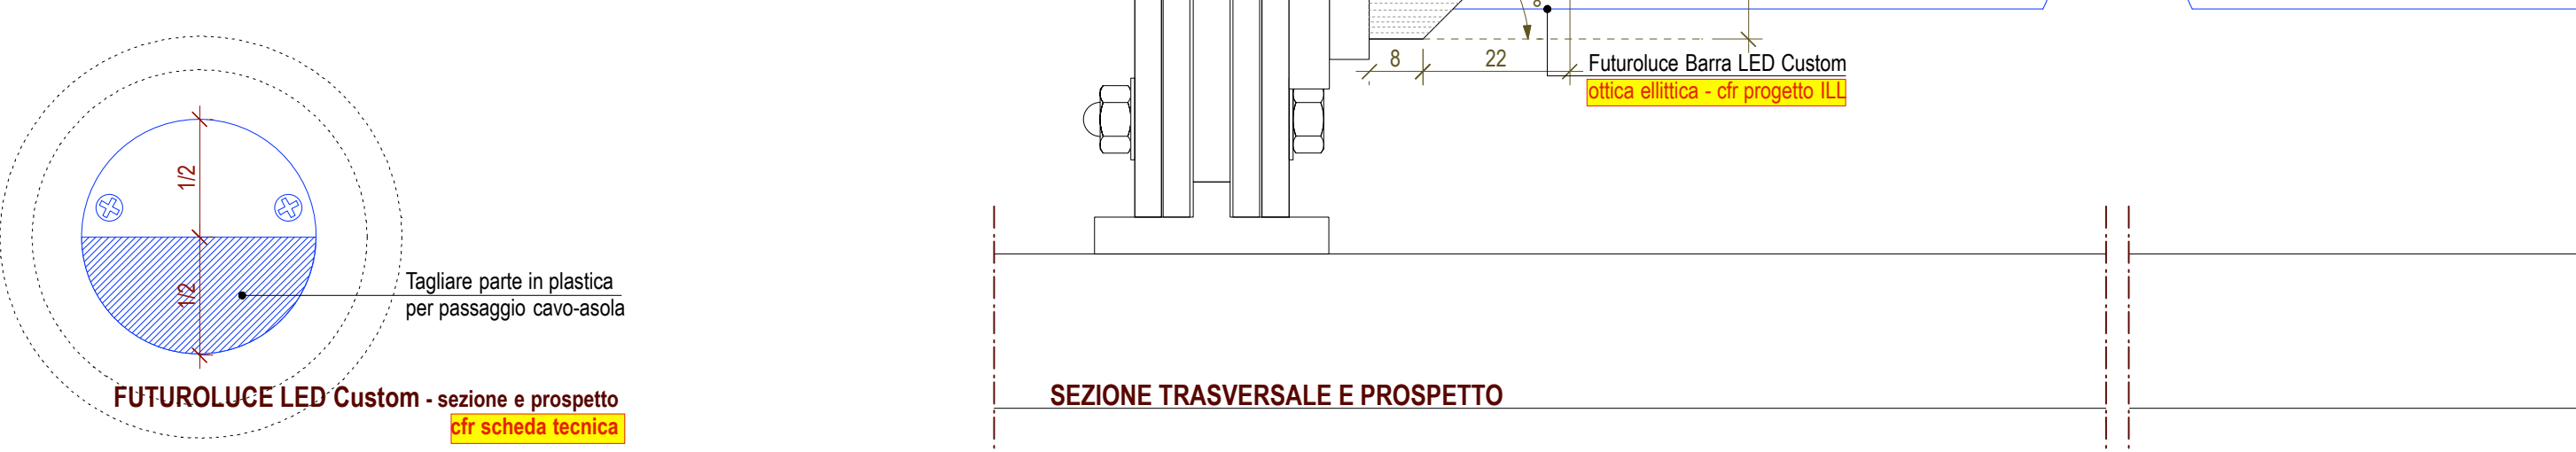 8
8
22
Futuroluce Barra LED Custom
ottica ellittica - cfr progetto ILL
1/2
1/2
Tagliare parte in plastica
per passaggio cavo-asola
FUTUROLUCE LED Custom - sezione e prospetto
cfr scheda tecnica
SEZIONE TRASVERSALE E PROSPETTO